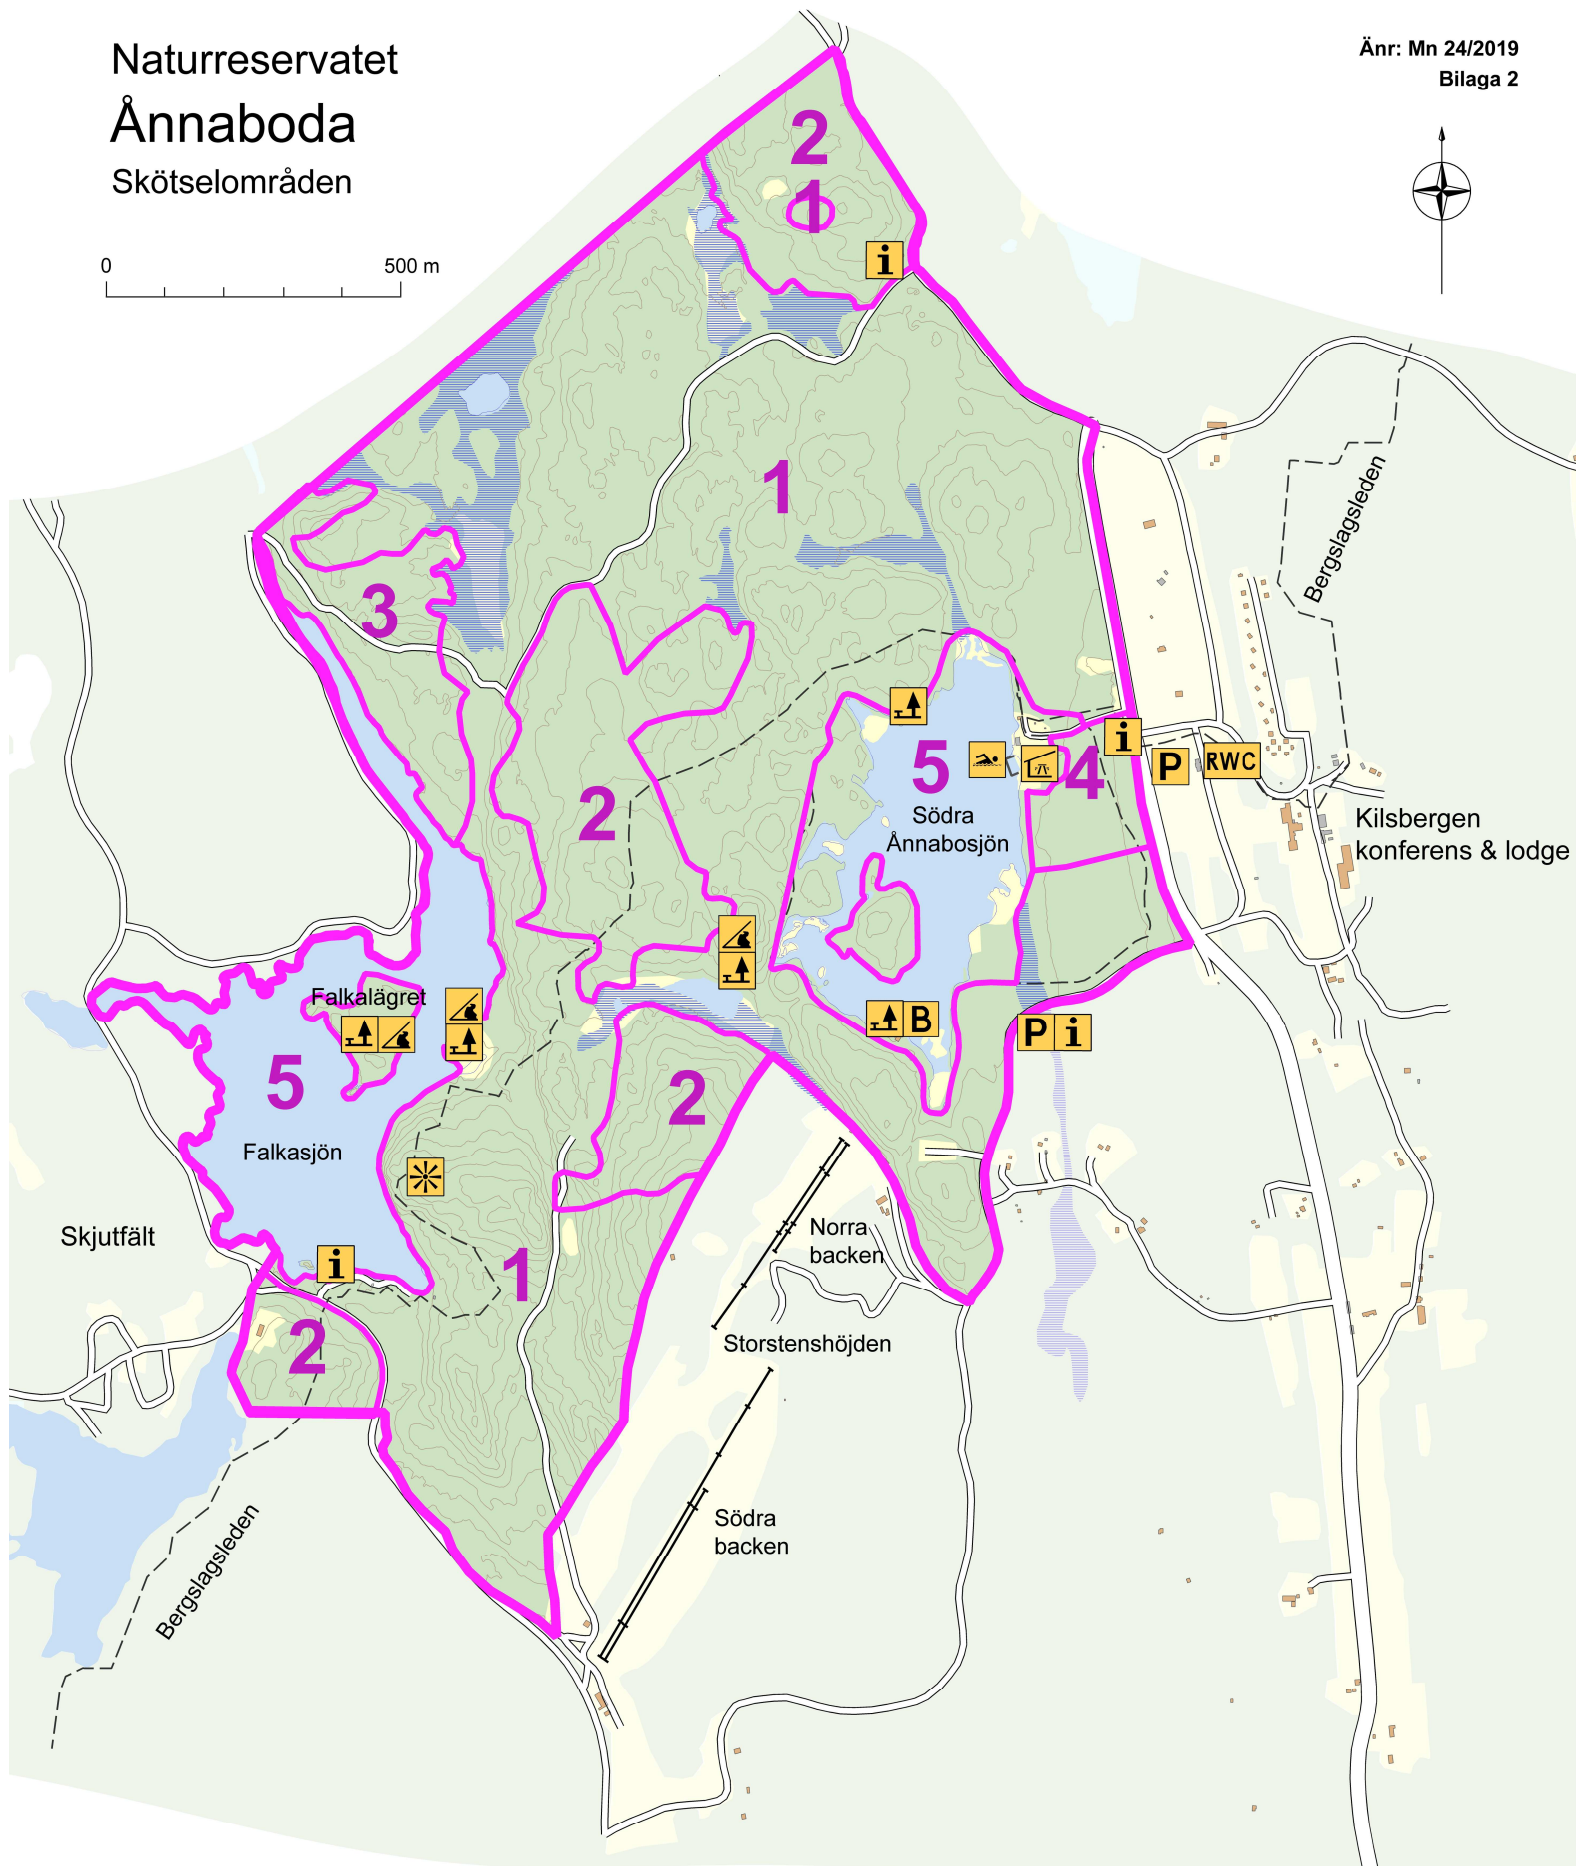 Naturreservatet
Ånnaboda
Skötselområden
Änr: Mn 24/2019
Bilaga 2
0 500 m
2
1
i
1
Bergslagsleden
3
i
P
RWC
5
4
2
Södra
Ånnabosjön
Kilsbergen
konferens & lodge
Falkalägret
B
P i
5
2
Falkasjön
Skjutfält
Norra
backen
i
1
2
Storstenshöjden
Södra
backen
Bergslagsleden